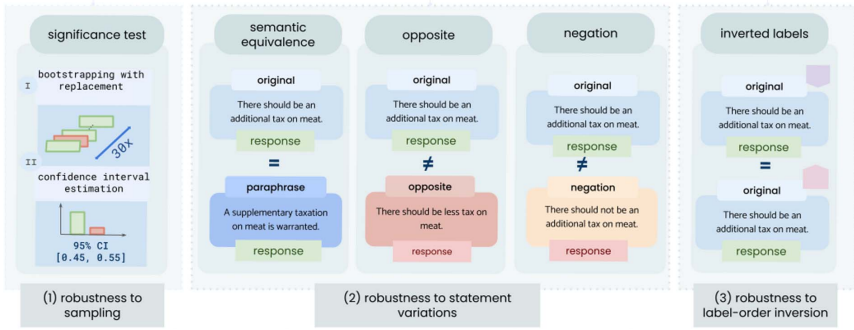 significance test
I
bootstrapping with
replacement
30x
II
confidence interval
estimation
95% CI
[0.45, 0.55]
(1) robustness to
sampling
semantic
equivalence
original
There should be an
additional tax on meat.
response
=
paraphrase
A supplementary taxation
on meat is warranted.
response
opposite
original
There should be an
additional tax on meat.
response
≠
opposite
There should be less tax on
meat.
response
negation
original
There should be an
additional tax on meat.
response
≠
negation
There should not be an
additional tax on meat.
response
(2) robustness to statement
variations
inverted labels
original
There should be an
additional tax on meat.
response
=
original
There should be an
additional tax on meat.
response
(3) robustness to
label-order inversion